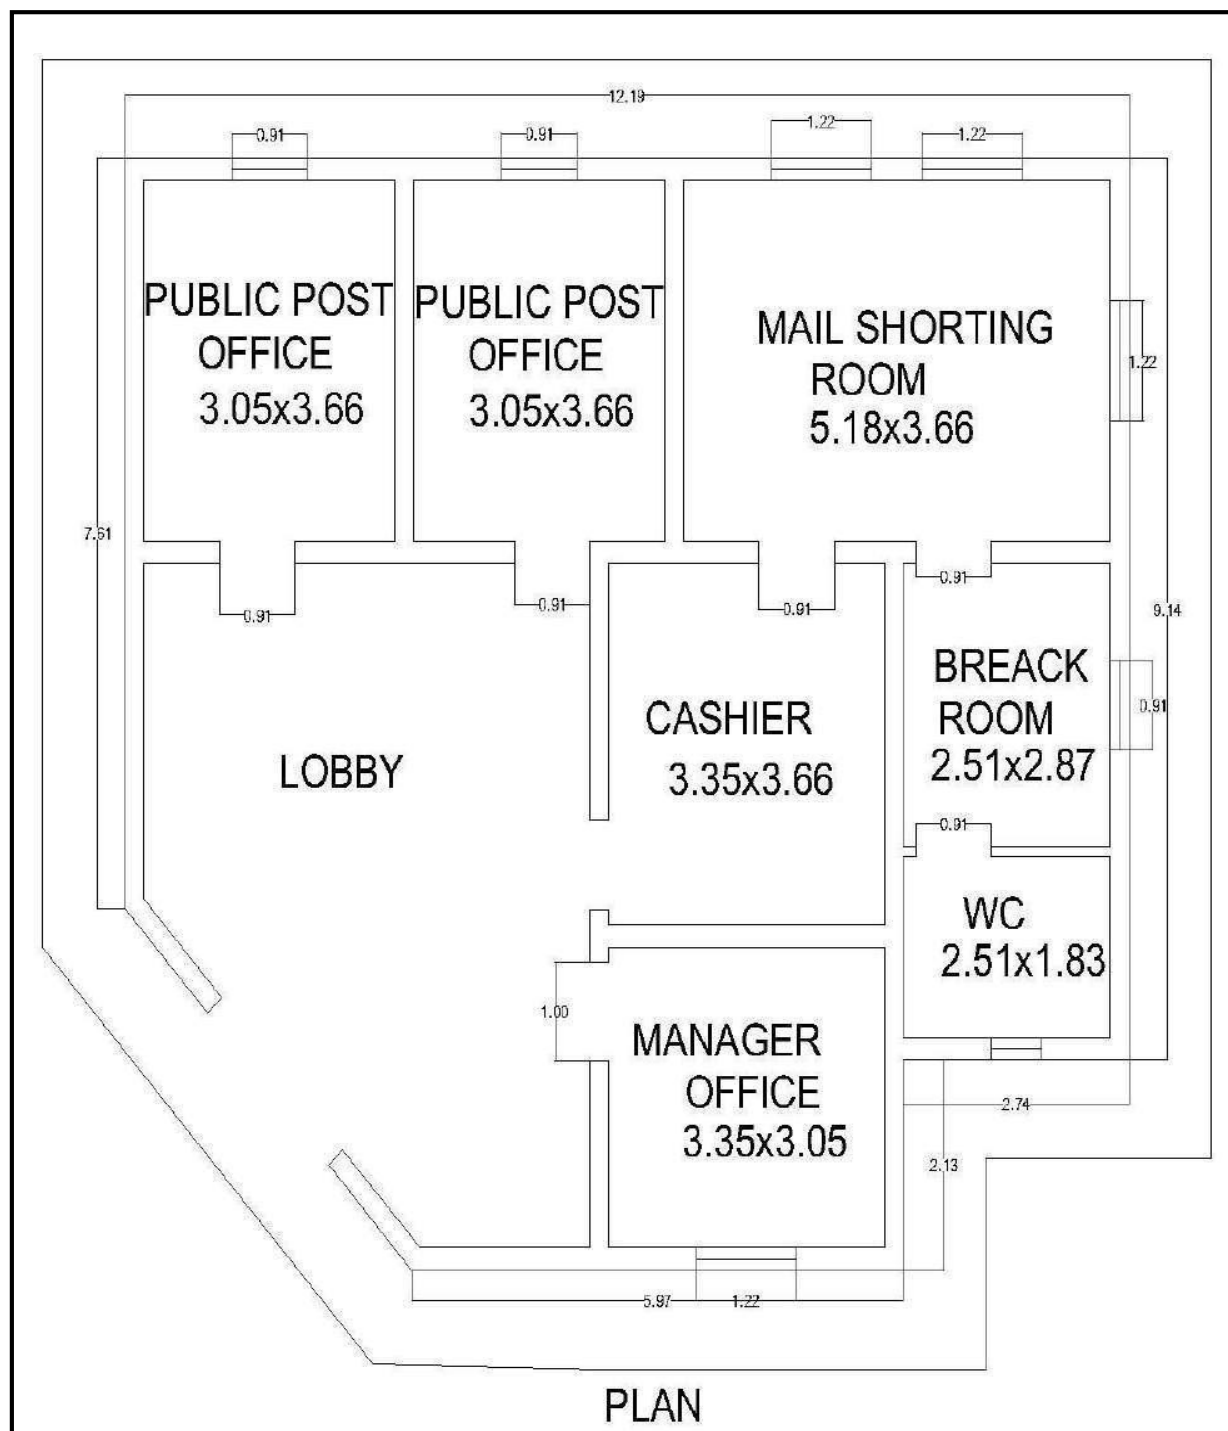 12.19
0.91
0.91
1.22
1.22
PUBLIC POST
OFFICE
3.05x3.66
PUBLIC POST
OFFICE
3.05x3.66
MAIL SHORTING
ROOM
5.18x3.66
1.22
7.61
0.91
0.91
0.91
0.91
9.14
LOBBY
CASHIER
3.35x3.66
BREACK
ROOM
2.51x2.87
0.91
0.91
WC
2.51x1.83
1.00
MANAGER
OFFICE
3.35x3.05
2.74
2.13
5.97
1.22
PLAN